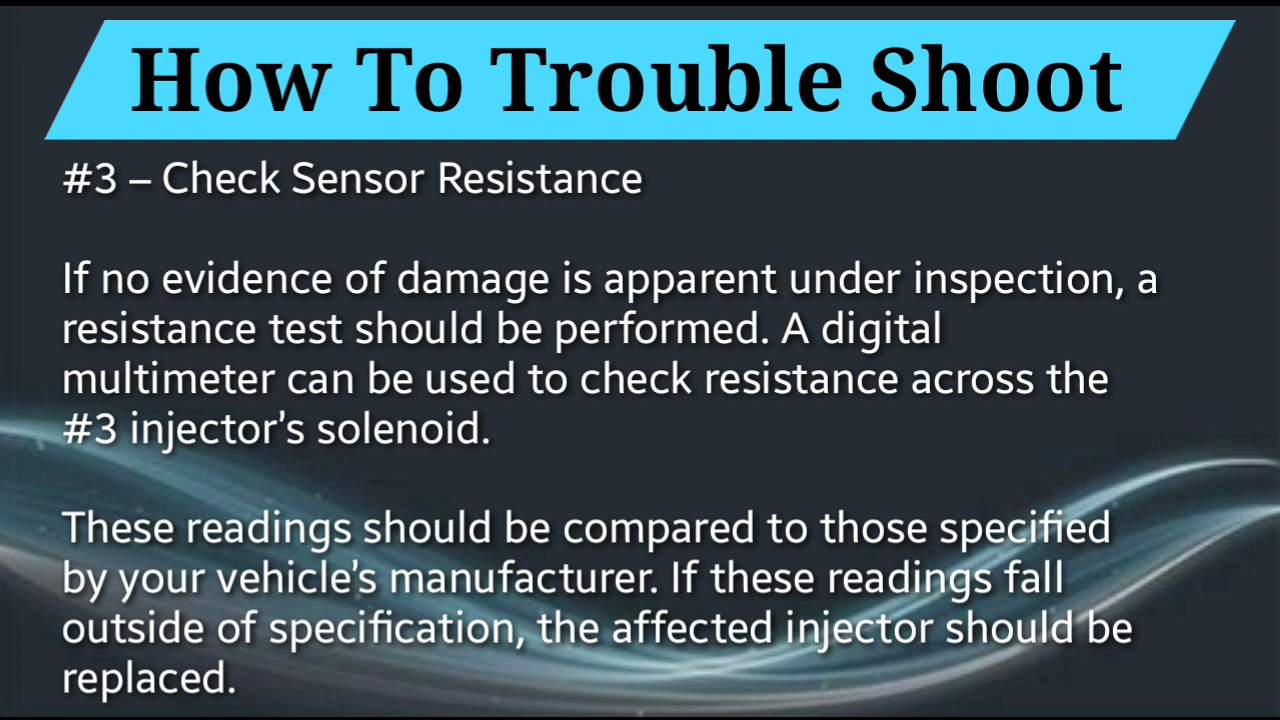 How To Trouble Shoot
#3 – Check Sensor Resistance
If no evidence of damage is apparent under inspection, a
resistance test should be performed. A digital
multimeter can be used to check resistance across the
#3 injector’s solenoid.
These readings should be compared to those specified
by your vehicle’s manufacturer. If these readings fall
outside of specification, the affected injector should be
replaced.